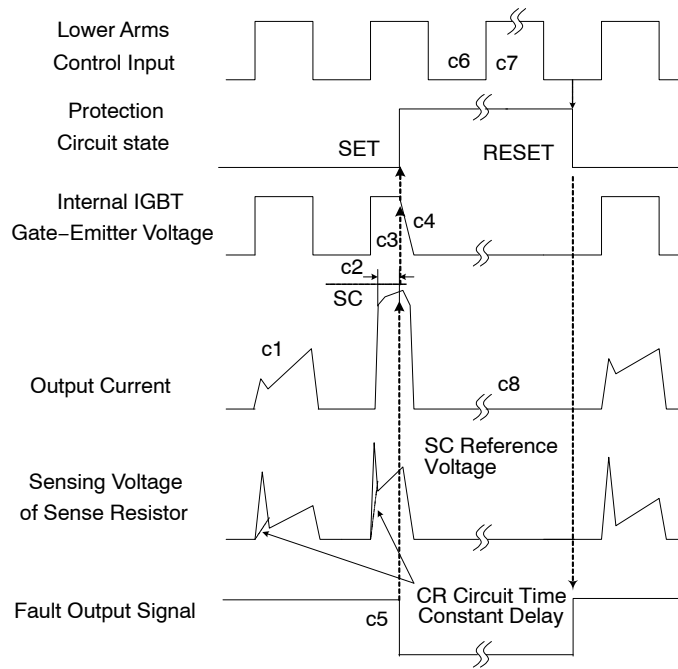 Lower Arms
Control Input
c6
c7
Protection
Circuit state
SET
RESET
Internal IGBT
Gate−Emitter Voltage
c4
c3
c2
SC
c1
Output Current
c8
SC Reference
Voltage
Sensing Voltage
of Sense Resistor
CR Circuit Time
Constant Delay
Fault Output Signal
c5